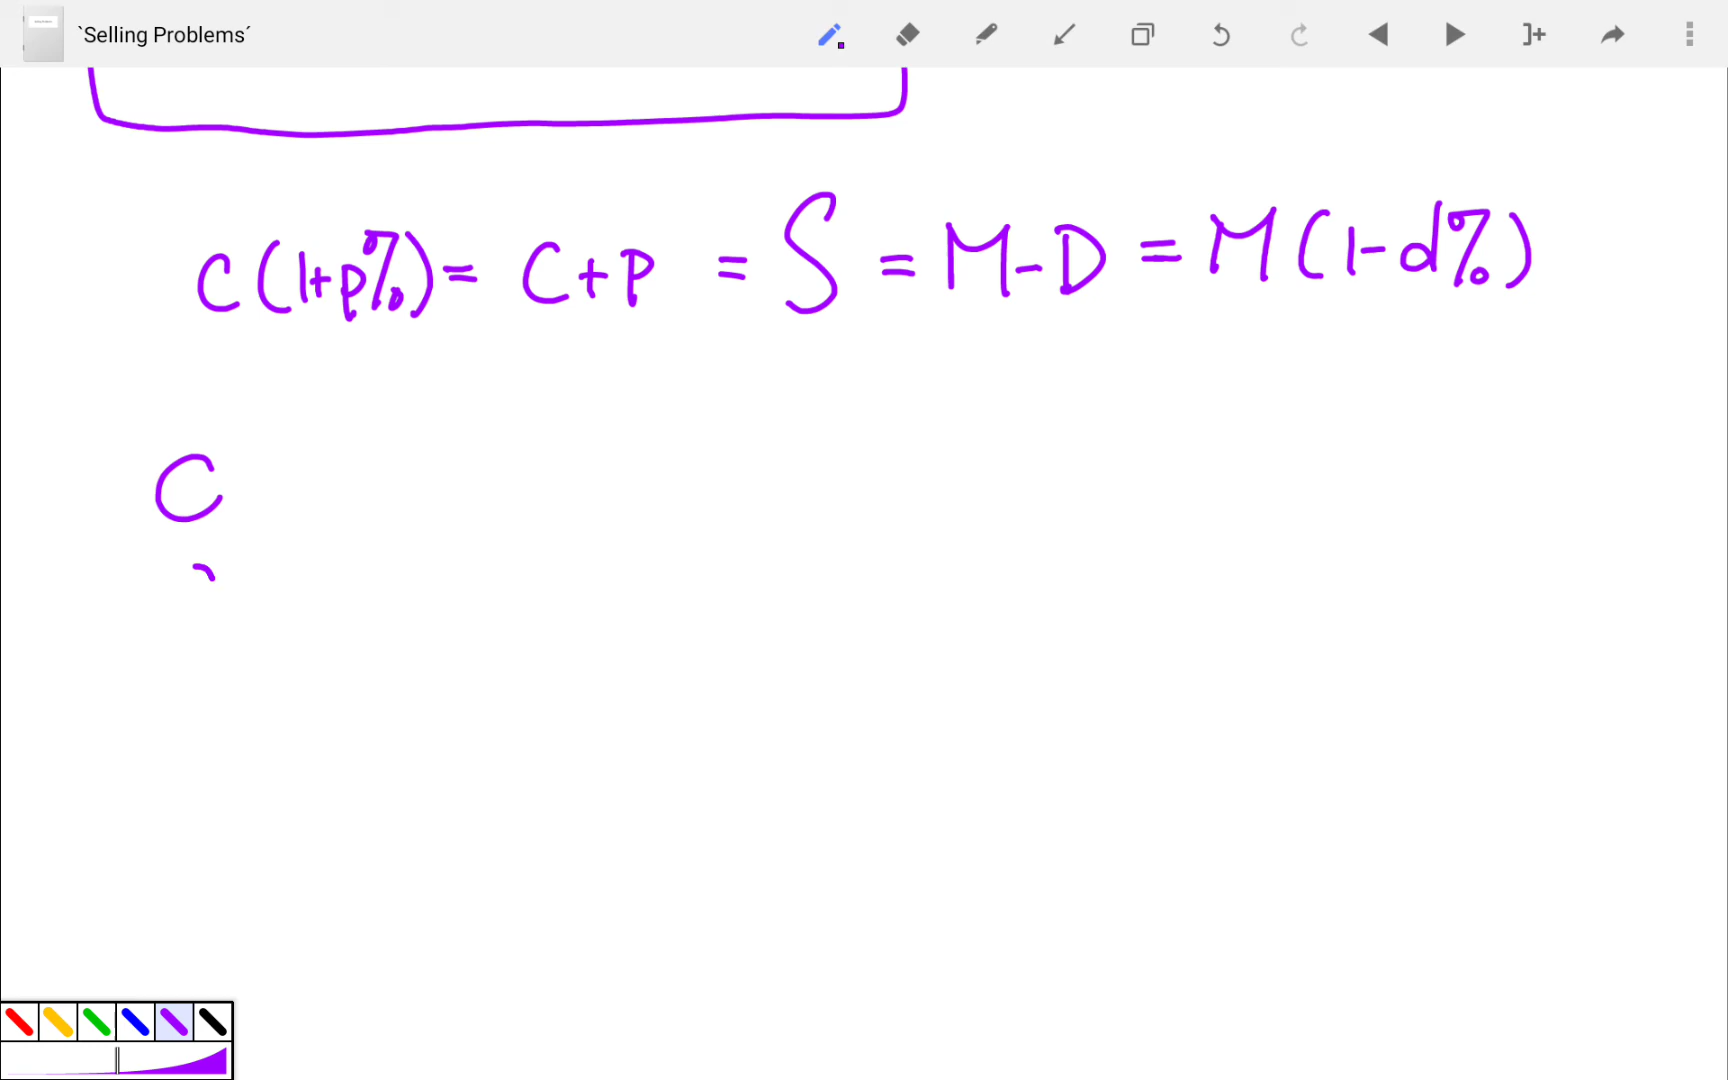 `Selling Problems´
C(1+p%) = C+P = S = M-D = M(1-d%)
C